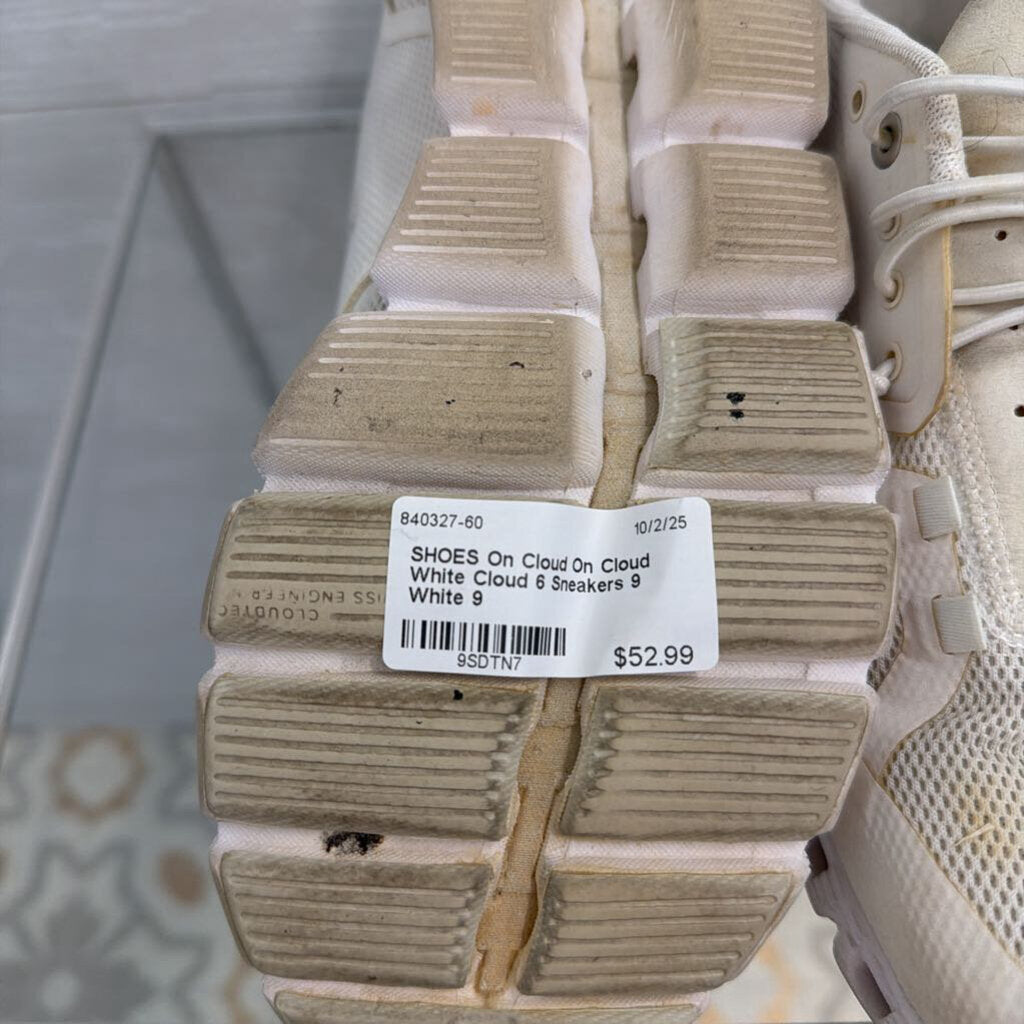 840327-60 10/2/25
SHOES On Cloud On Cloud
White Cloud 6 Sneakers 9
White 9
9SDTN7
$52.99
CLOUDTEC